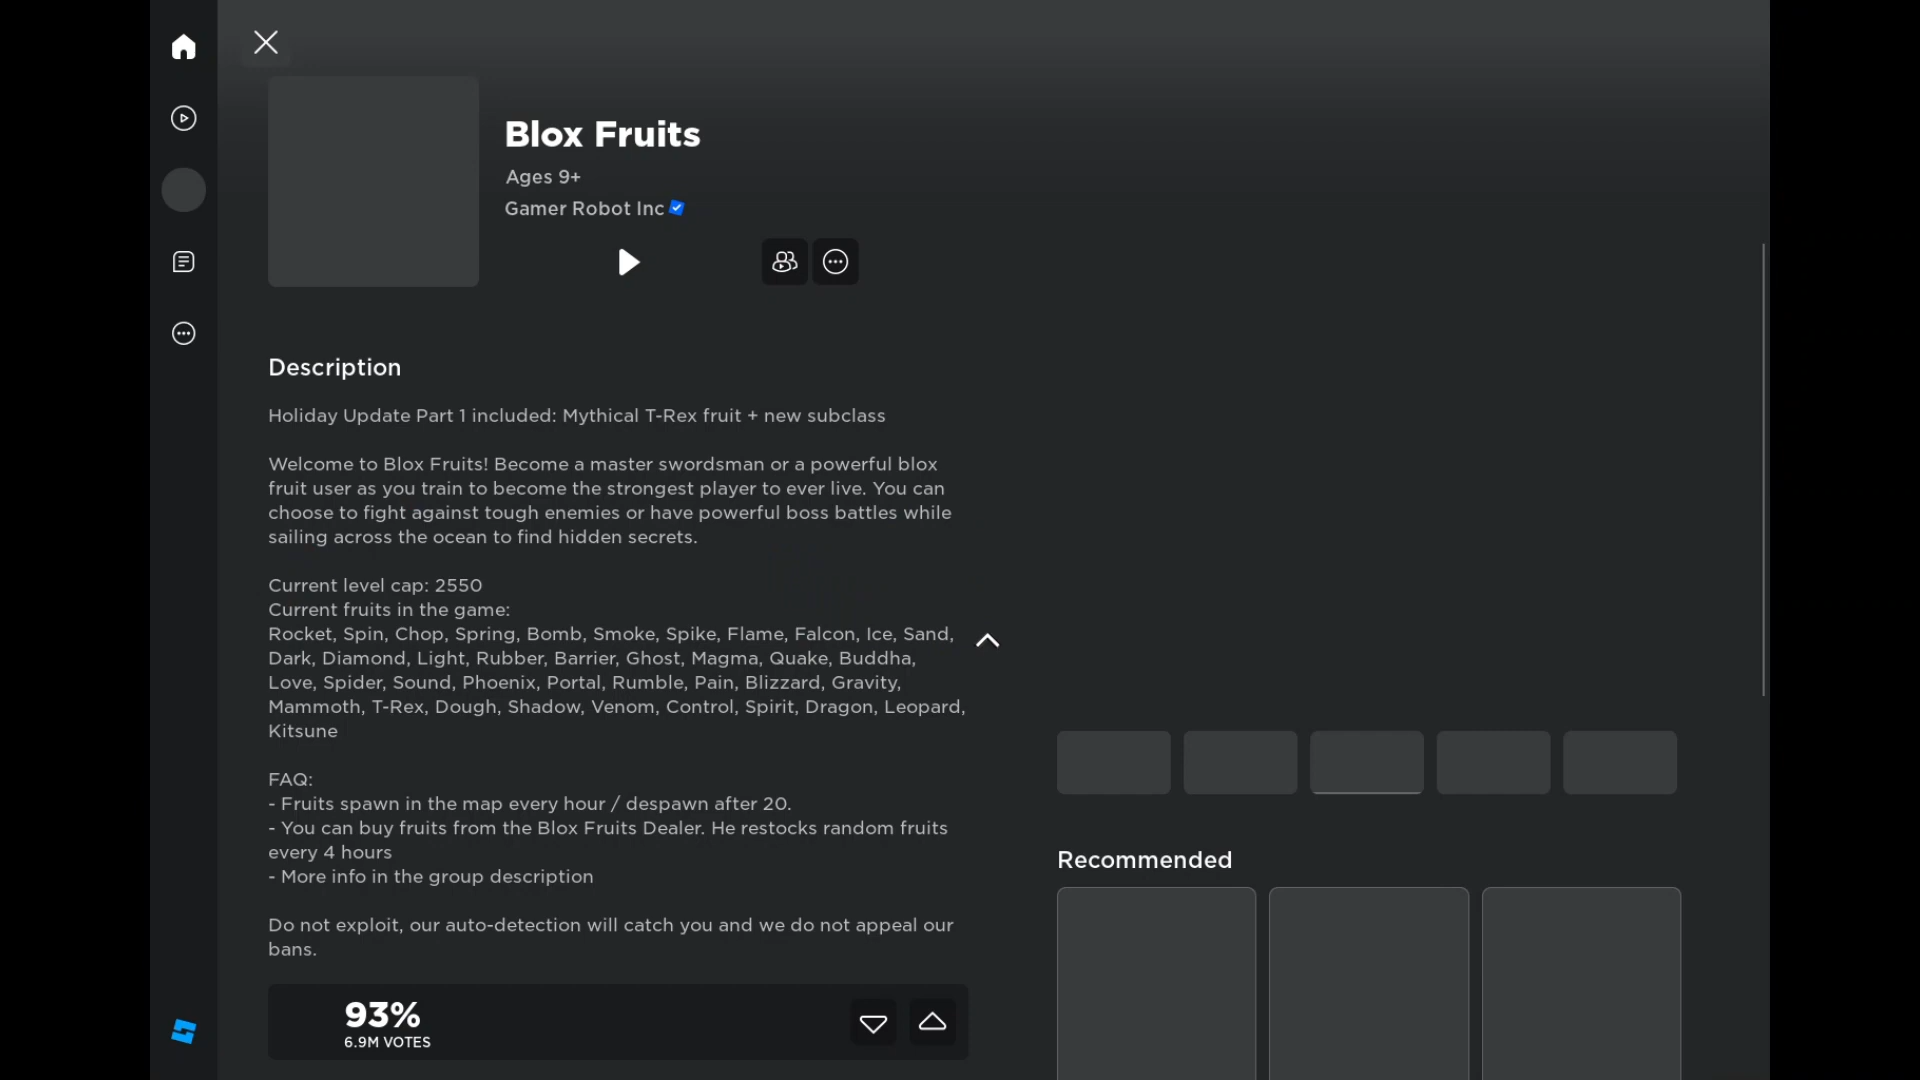 Blox Fruits
Ages 9+
Gamer Robot Inc
Description
Holiday Update Part 1 included: Mythical T-Rex fruit + new subclass
Welcome to Blox Fruits! Become a master swordsman or a powerful blox
fruit user as you train to become the strongest player to ever live. You can
choose to fight against tough enemies or have powerful boss battles while
sailing across the ocean to find hidden secrets.
Current level cap: 2550
Current fruits in the game:
Rocket, Spin, Chop, Spring, Bomb, Smoke, Spike, Flame, Falcon, Ice, Sand,
Dark, Diamond, Light, Rubber, Barrier, Ghost, Magma, Quake, Buddha,
Love, Spider, Sound, Phoenix, Portal, Rumble, Pain, Blizzard, Gravity,
Mammoth, T-Rex, Dough, Shadow, Venom, Control, Spirit, Dragon, Leopard,
Kitsune
FAQ:
- Fruits spawn in the map every hour / despawn after 20.
- You can buy fruits from the Blox Fruits Dealer. He restocks random fruits
every 4 hours
- More info in the group description
Do not exploit, our auto-detection will catch you and we do not appeal our
bans.
93%
6.9M VOTES
Recommended